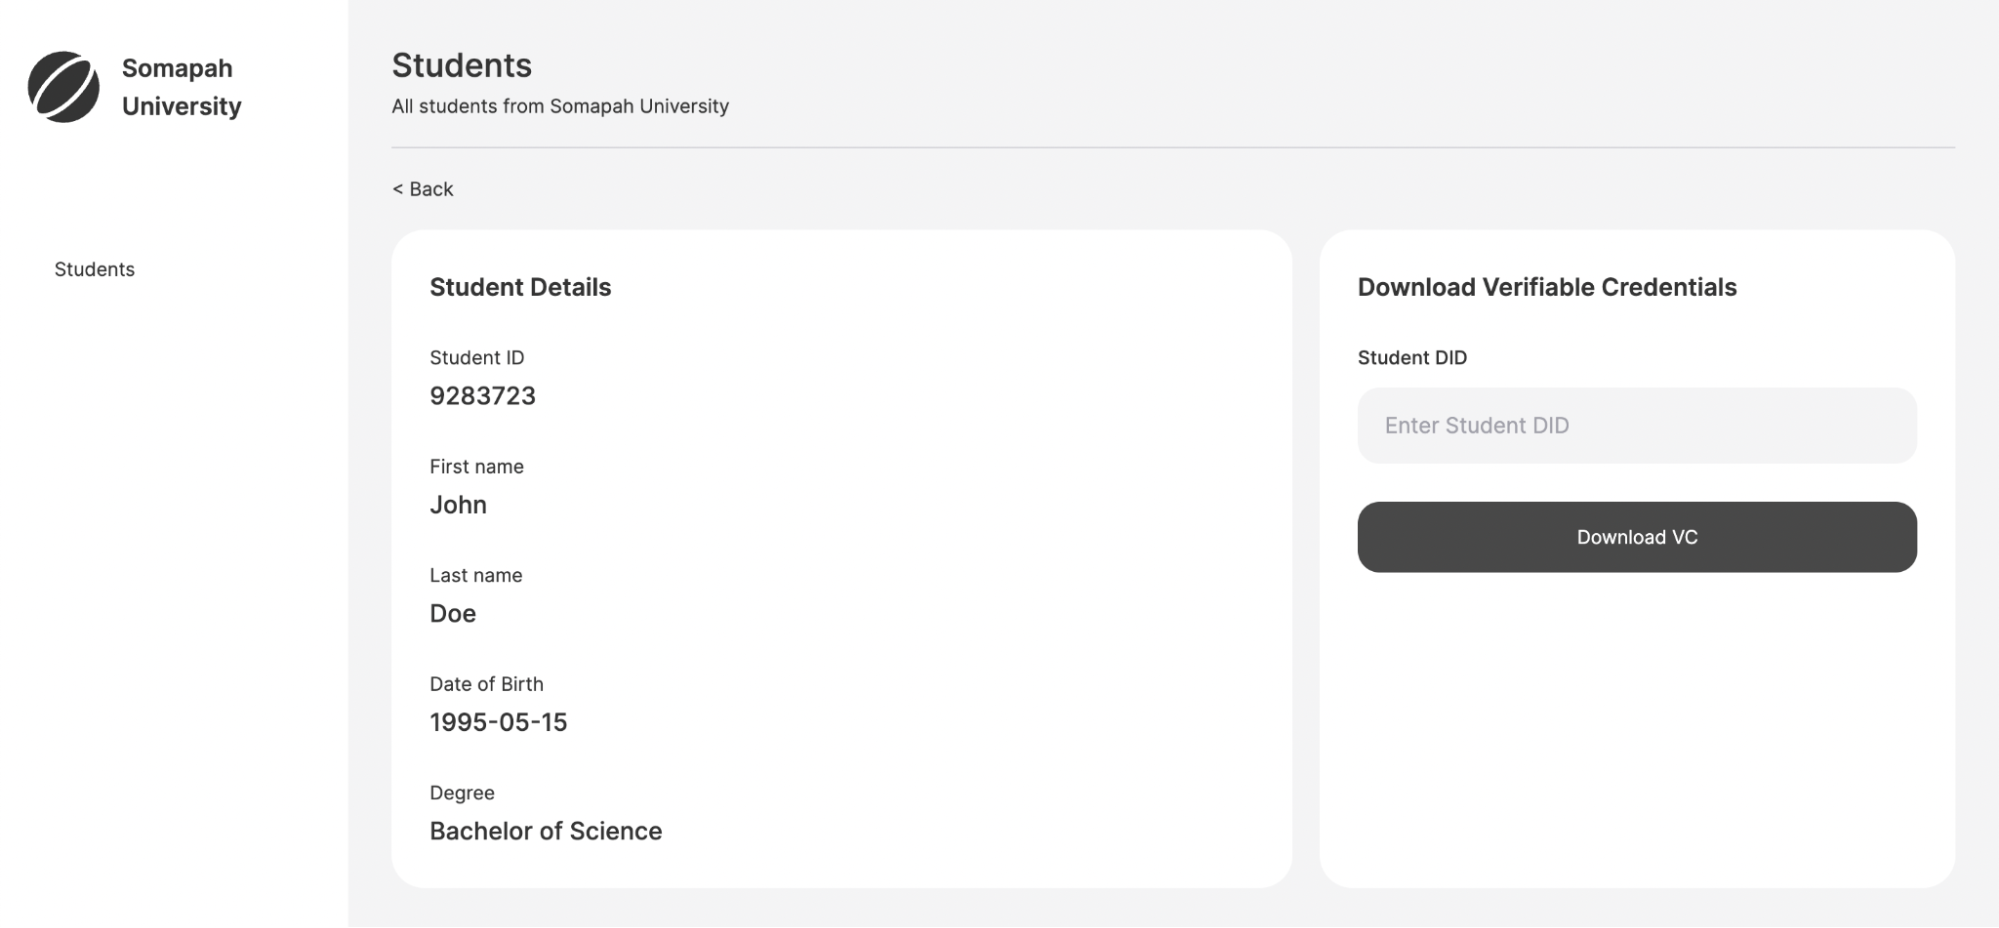 Somapah
University
Students
Students
All students from Somapah University
< Back
Student Details
Student ID
9283723
First name
John
Last name
Doe
Date of Birth
1995-05-15
Degree
Bachelor of Science
Download Verifiable Credentials
Student DID
Enter Student DID
Download VC